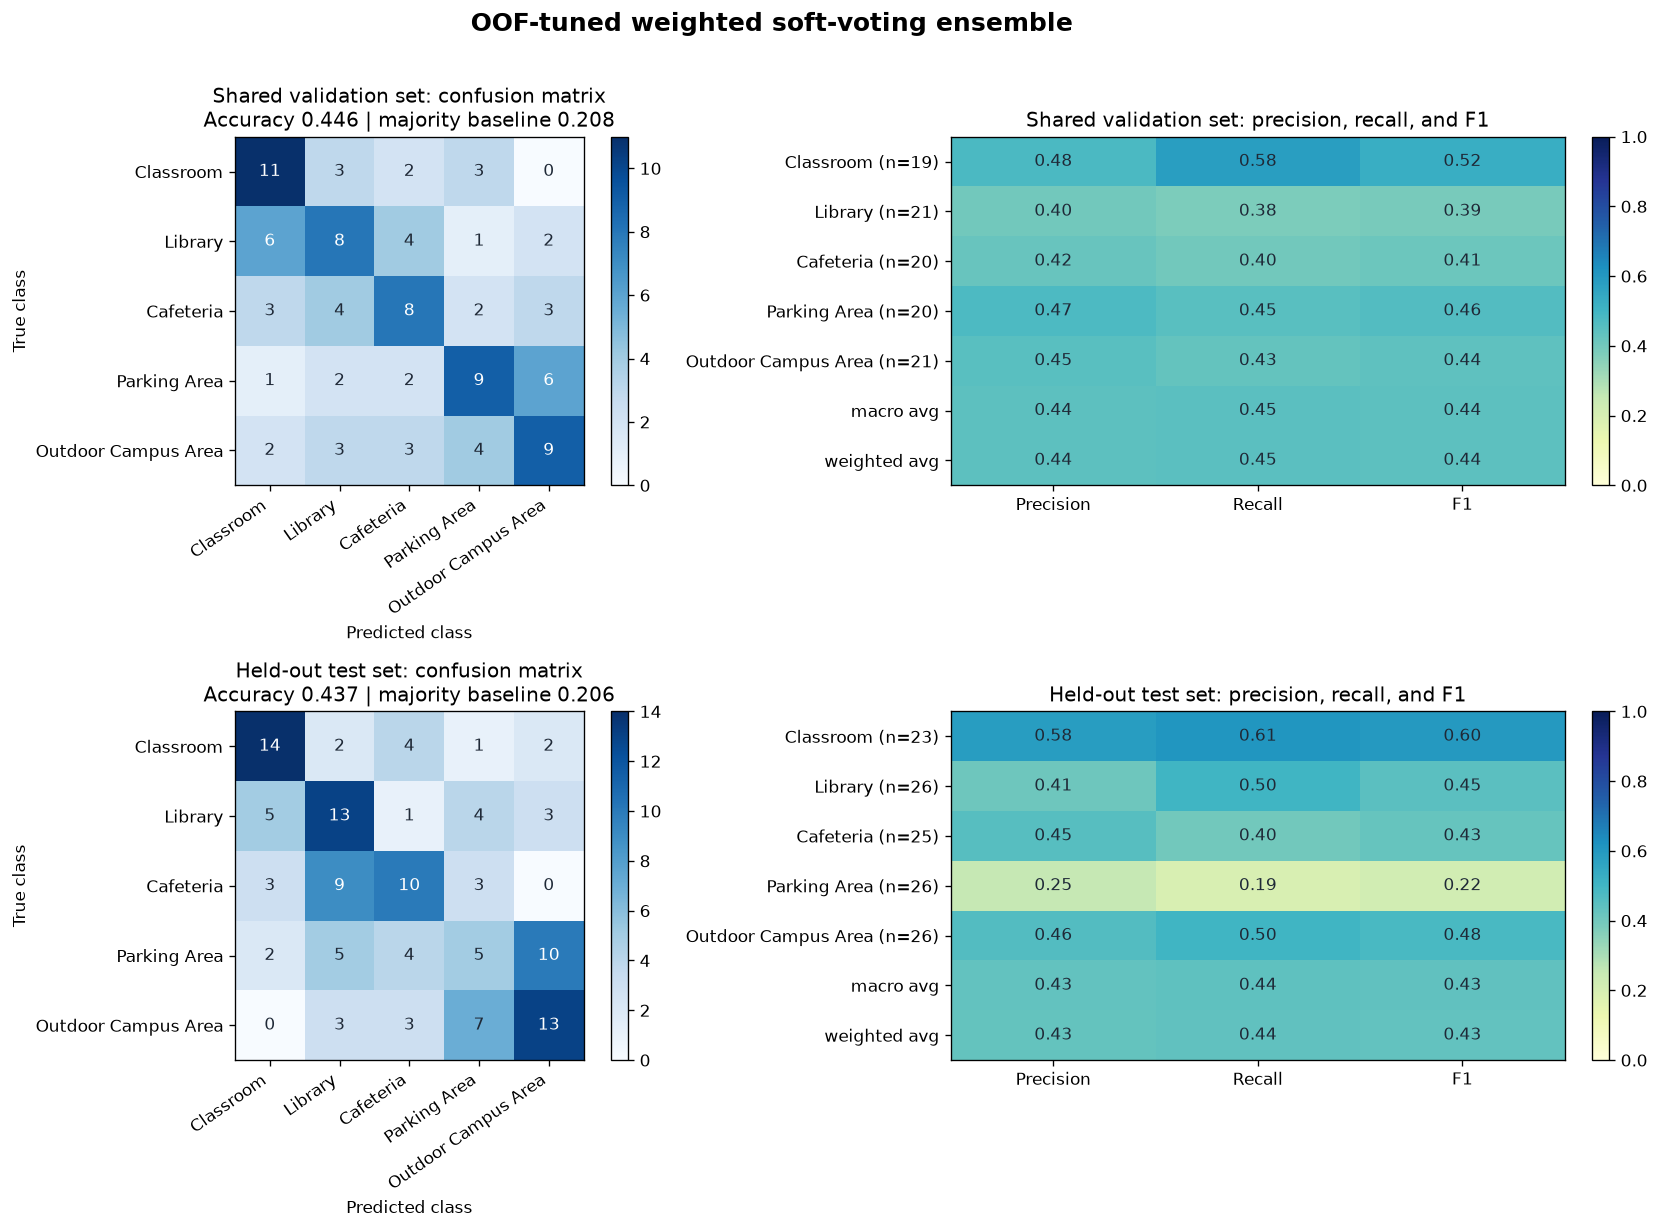 OOF-tuned weighted soft-voting ensemble
Shared validation set: confusion matrix
Accuracy 0.446 | majority baseline 0.208
True class
Classroom 11 3 2 3 0
Library 6 8 4 1 2
Cafeteria 3 4 8 2 3
Parking Area 1 2 2 9 6
Outdoor Campus Area 2 3 3 4 9
Classroom Library Cafeteria Parking Area Outdoor Campus Area
Predicted class
10
8
6
4
2
0
Shared validation set: precision, recall, and F1
Classroom (n=19) 0.48 0.58 0.52
Library (n=21) 0.40 0.38 0.39
Cafeteria (n=20) 0.42 0.40 0.41
Parking Area (n=20) 0.47 0.45 0.46
Outdoor Campus Area (n=21) 0.45 0.43 0.44
macro avg 0.44 0.45 0.44
weighted avg 0.44 0.45 0.44
Precision Recall F1
1.0
0.8
0.6
0.4
0.2
0.0
Held-out test set: confusion matrix
Accuracy 0.437 | majority baseline 0.206
True class
Classroom 14 2 4 1 2
Library 5 13 1 4 3
Cafeteria 3 9 10 3 0
Parking Area 2 5 4 5 10
Outdoor Campus Area 0 3 3 7 13
Classroom Library Cafeteria Parking Area Outdoor Campus Area
Predicted class
14
12
10
8
6
4
2
0
Held-out test set: precision, recall, and F1
Classroom (n=23) 0.58 0.61 0.60
Library (n=26) 0.41 0.50 0.45
Cafeteria (n=25) 0.45 0.40 0.43
Parking Area (n=26) 0.25 0.19 0.22
Outdoor Campus Area (n=26) 0.46 0.50 0.48
macro avg 0.43 0.44 0.43
weighted avg 0.43 0.44 0.43
Precision Recall F1
1.0
0.8
0.6
0.4
0.2
0.0